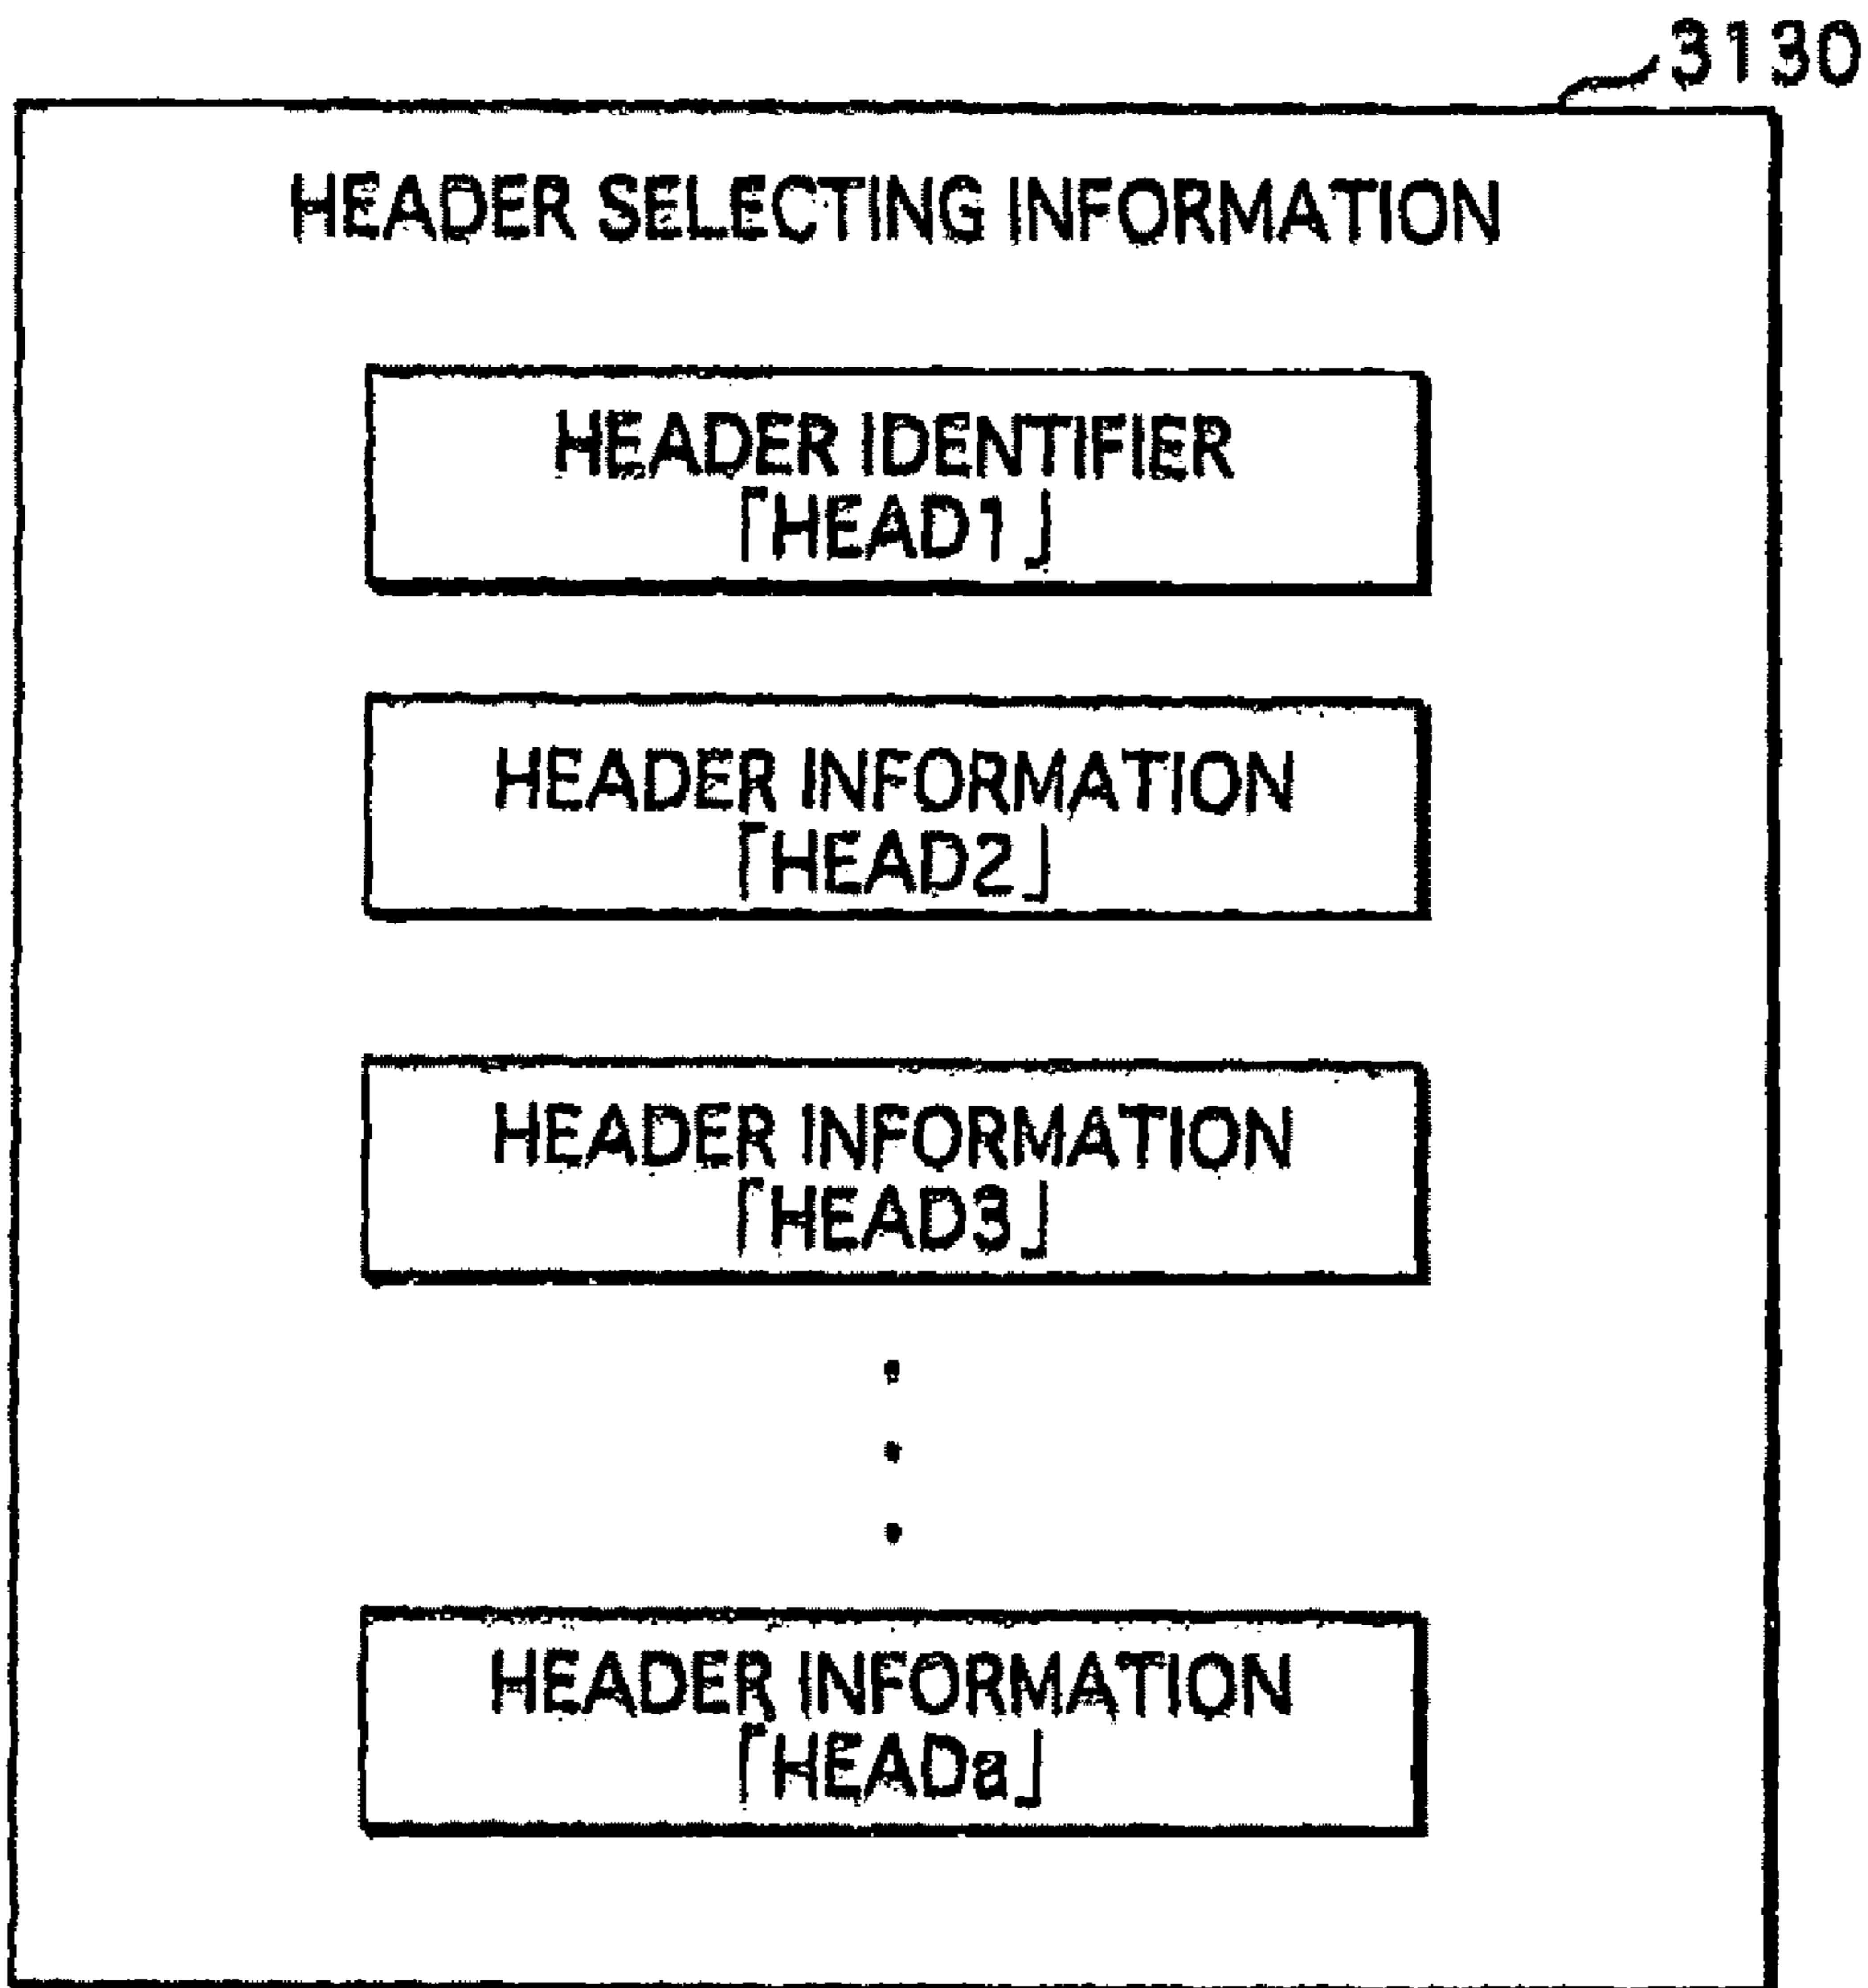 3130
HEADER SELECTING INFORMATION
HEADER IDENTIFIER
「HEAD1」
HEADER INFORMATION
「HEAD2」
HEADER INFORMATION
「HEAD3」
HEADER INFORMATION
「HEADa」